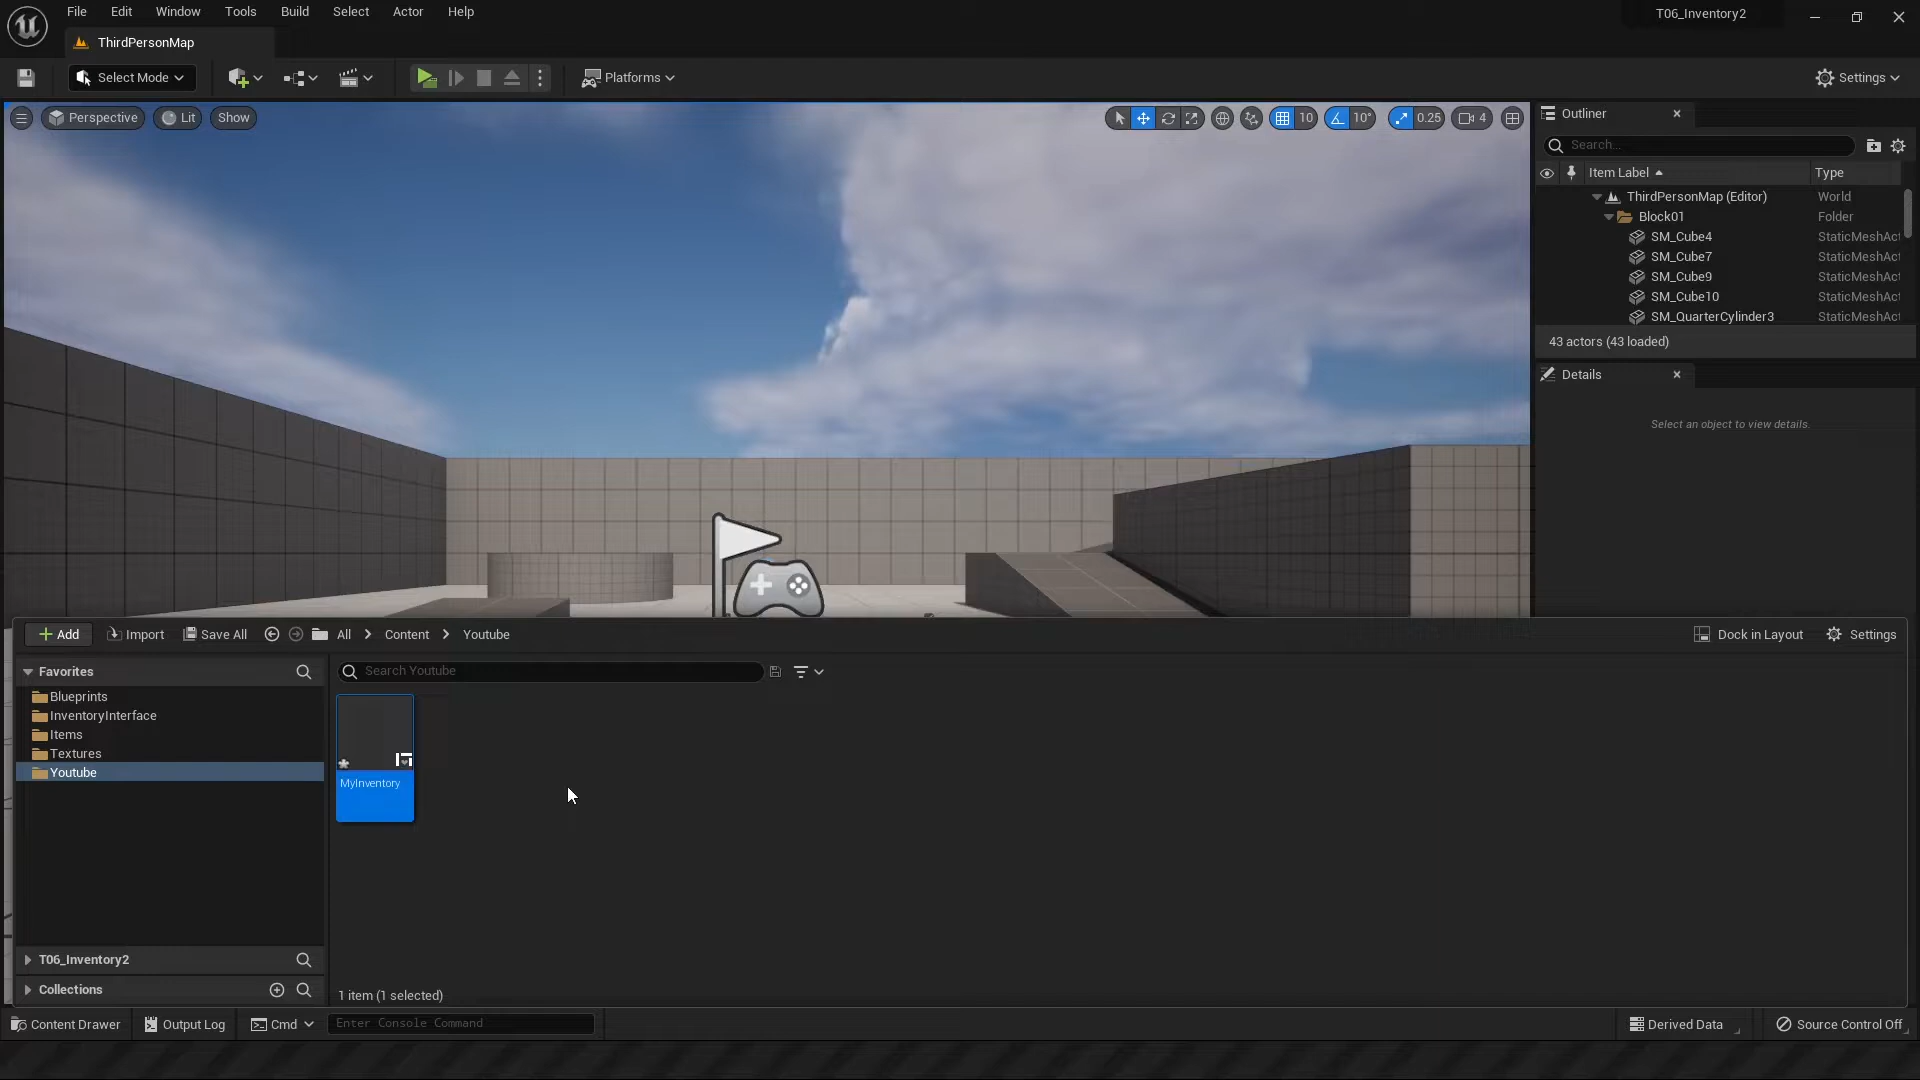 File Edit Window Tools Build Select Actor Help
T06_Inventory2
ThirdPersonMap
Select Mode
Platforms
Settings
Perspective Lit Show
10 10° 0.25 4
Outliner
Search...
Item Label Type
ThirdPersonMap (Editor) World
Block01 Folder
SM_Cube4 StaticMeshAct
SM_Cube7 StaticMeshAct
SM_Cube9 StaticMeshAct
SM_Cube10 StaticMeshAct
SM_QuarterCylinder3 StaticMeshAct
43 actors (43 loaded)
Details
Select an object to view details.
Add Import Save All All Content Youtube
Dock in Layout Settings
Favorites
Search Youtube
Blueprints
InventoryInterface
Items
Textures
Youtube
MyInventory
T06_Inventory2
Collections
1 item (1 selected)
Content Drawer Output Log Cmd Enter Console Command
Derived Data Source Control Off